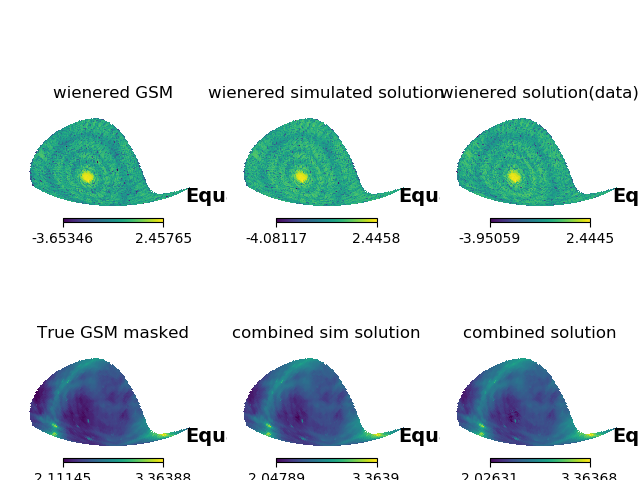 wienered GSM
wienered simulated solution
wienered solution(data)
Equ
Equ
Eq
-3.65346 2.45765
-4.08117 2.4458
-3.95059 2.4445
True GSM masked
combined sim solution
combined solution
Equ
Equ
Eq
2.11145 3.36388
2.04789 3.3639
2.02631 3.36368